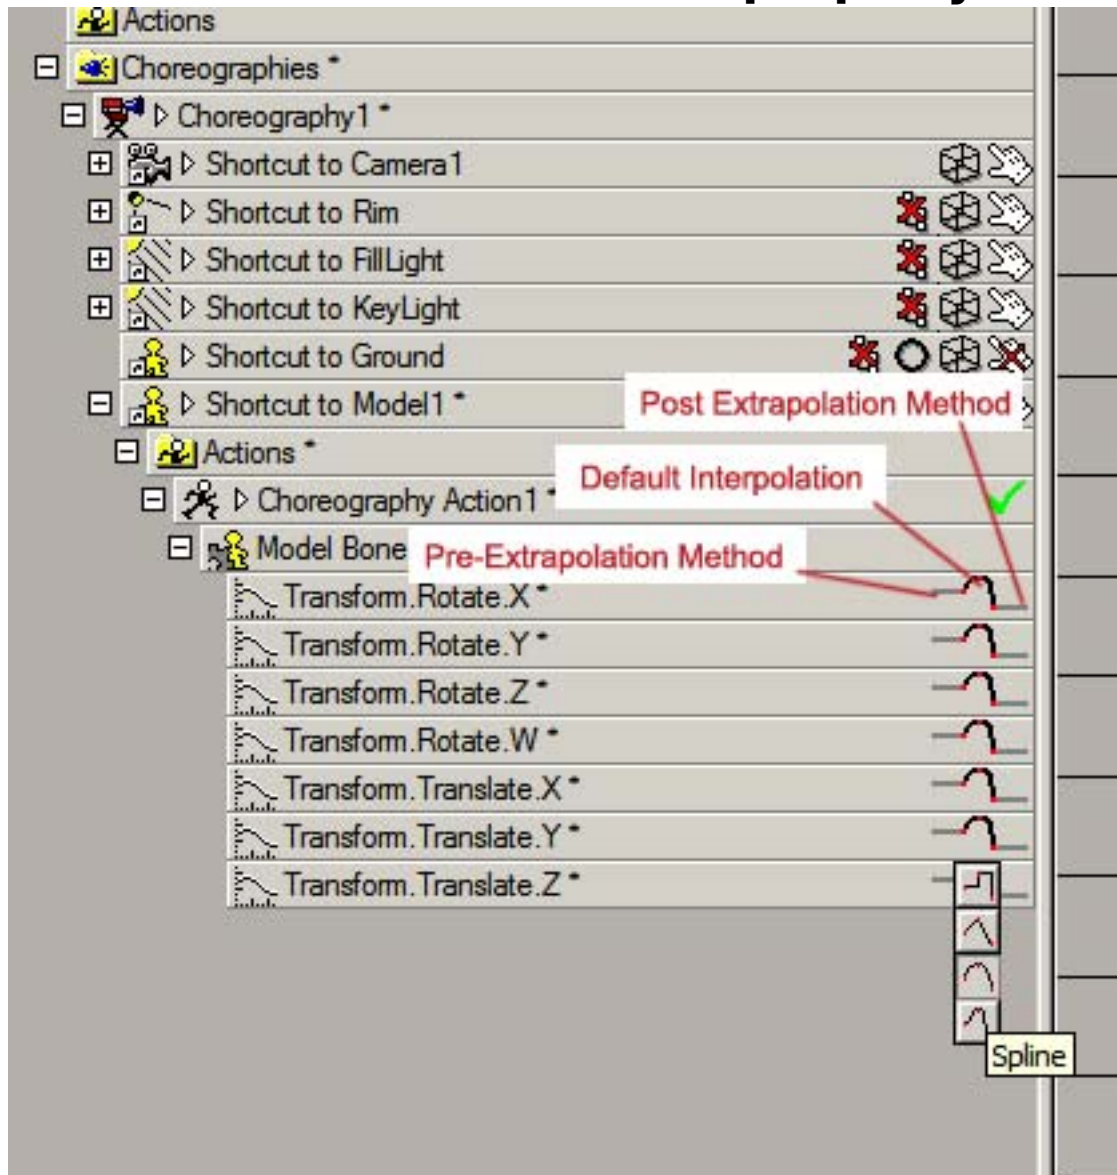 Actions
Choreographies *
Choreography1 *
Shortcut to Camera1
Shortcut to Rim
Shortcut to FillLight
Shortcut to KeyLight
Shortcut to Ground
Shortcut to Model1 *
Post Extrapolation Method
Actions *
Default Interpolation
Choreography Action1 *
Model Bone
Pre-Extrapolation Method
Transform.Rotate.X *
Transform.Rotate.Y *
Transform.Rotate.Z *
Transform.Rotate.W *
Transform.Translate.X *
Transform.Translate.Y *
Transform.Translate.Z *
Spline